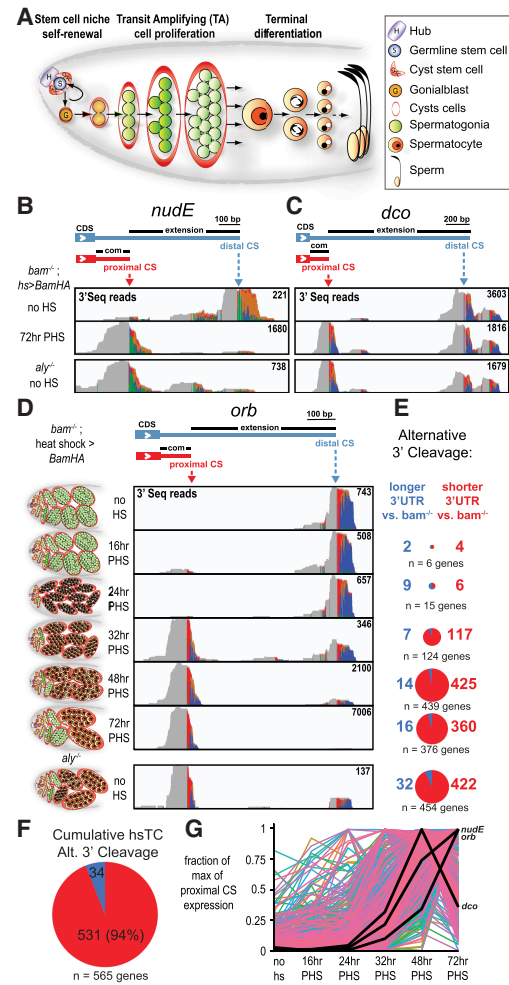 A
Stem cell niche
self-renewal
Transit Amplifying (TA)
cell proliferation
Terminal
differentiation
H
S
G
H Hub
S Germline stem cell
Cyst stem cell
G Gonialblast
Cysts cells
Spermatogonia
Spermatocyte
Sperm
B
nudE
100 bp
CDS
extension
distal CS
com
proximal CS
bam-/- ;
hs>BamHA
no HS
72hr PHS
aly-/-
no HS
3'Seq reads
221
1680
738
C
dco
200 bp
CDS
extension
distal CS
com
proximal CS
3'Seq reads
3603
1816
1679
D
bam-/- ;
heat shock >
BamHA
orb
100 bp
CDS
extension
distal CS
com
proximal CS
3' Seq reads
no
HS
743
16hr
PHS
508
24hr
PHS
657
32hr
PHS
346
48hr
PHS
2100
72hr
PHS
7006
aly-/-
no
HS
137
E
Alternative
3' Cleavage:
longer
3'UTR
vs. bam-/-
shorter
3'UTR
vs. bam-/-
2 4
n = 6 genes
9 6
n = 15 genes
7 117
n = 124 genes
14 425
n = 439 genes
16 360
n = 376 genes
32 422
n = 454 genes
F
Cumulative hsTC
Alt. 3' Cleavage
34
531 (94%)
n = 565 genes
G
fraction of
max of
proximal CS
expression
1
0.75
0.5
0.25
0
nudE
orb
dco
no
hs
16hr
PHS
24hr
PHS
32hr
PHS
48hr
PHS
72hr
PHS